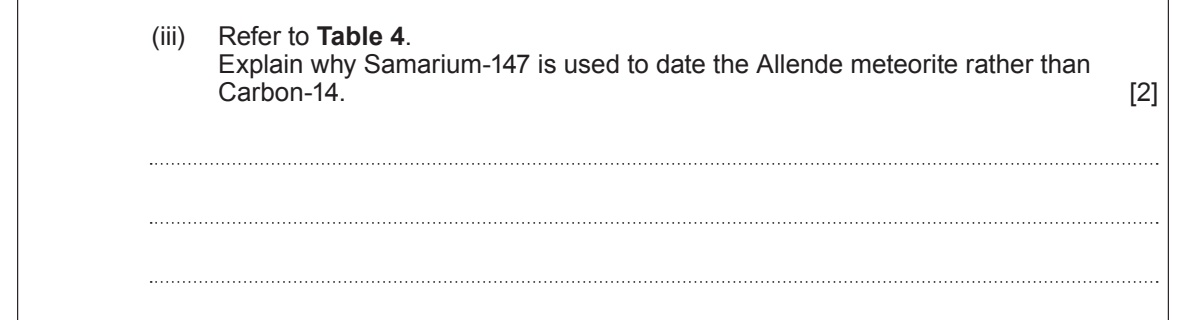 (iii) Refer to Table 4.
Explain why Samarium-147 is used to date the Allende meteorite rather than
Carbon-14. [2]